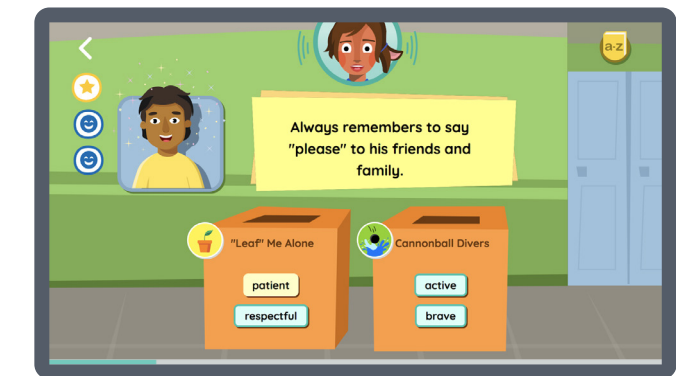 a-z
Always remembers to say
"please" to his friends and
family.
"Leaf" Me Alone
Cannonball Divers
patient
active
respectful
brave